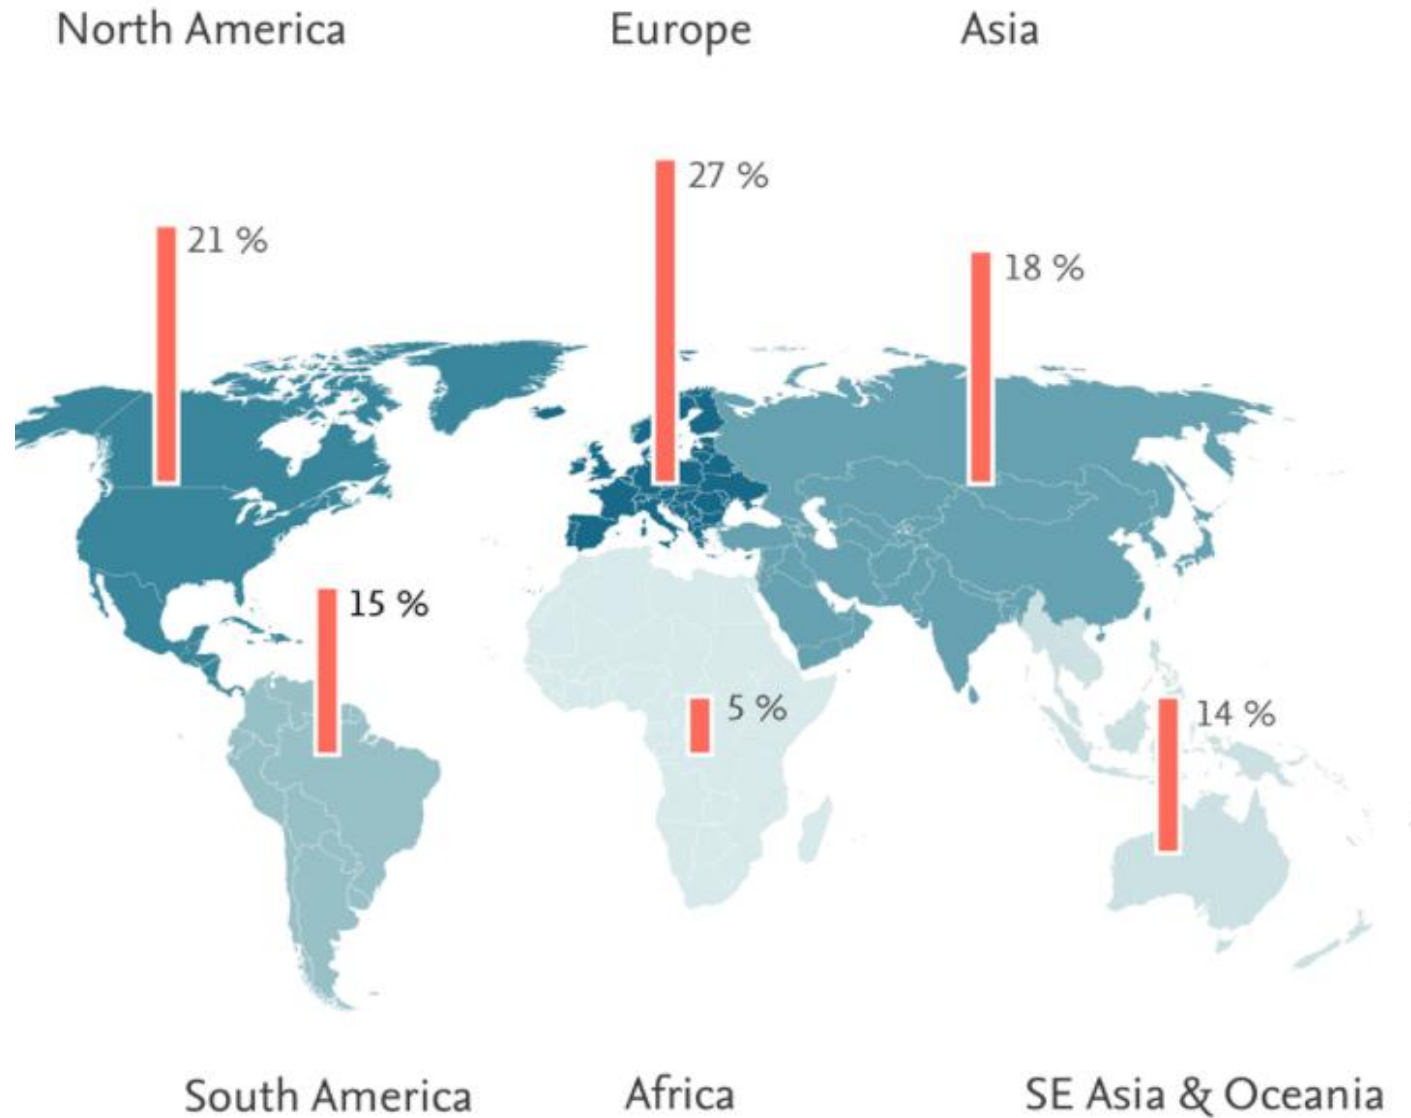 North America
Europe
Asia
27 %
21 %
18 %
15 %
5 %
14 %
South America
Africa
SE Asia & Oceania